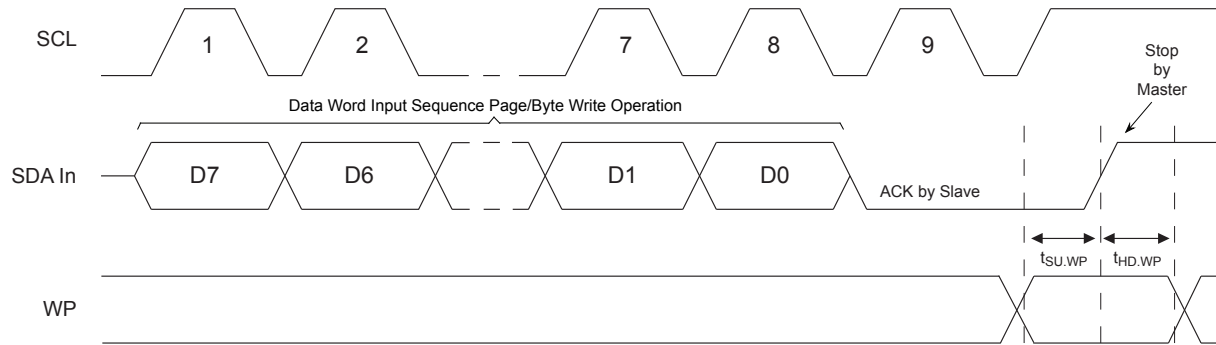 SCL
1
2
7
8
9
Stop
by
Master
Data Word Input Sequence Page/Byte Write Operation
SDA In
D7
D6
D1
D0
ACK by Slave
tSU.WP
tHD.WP
WP